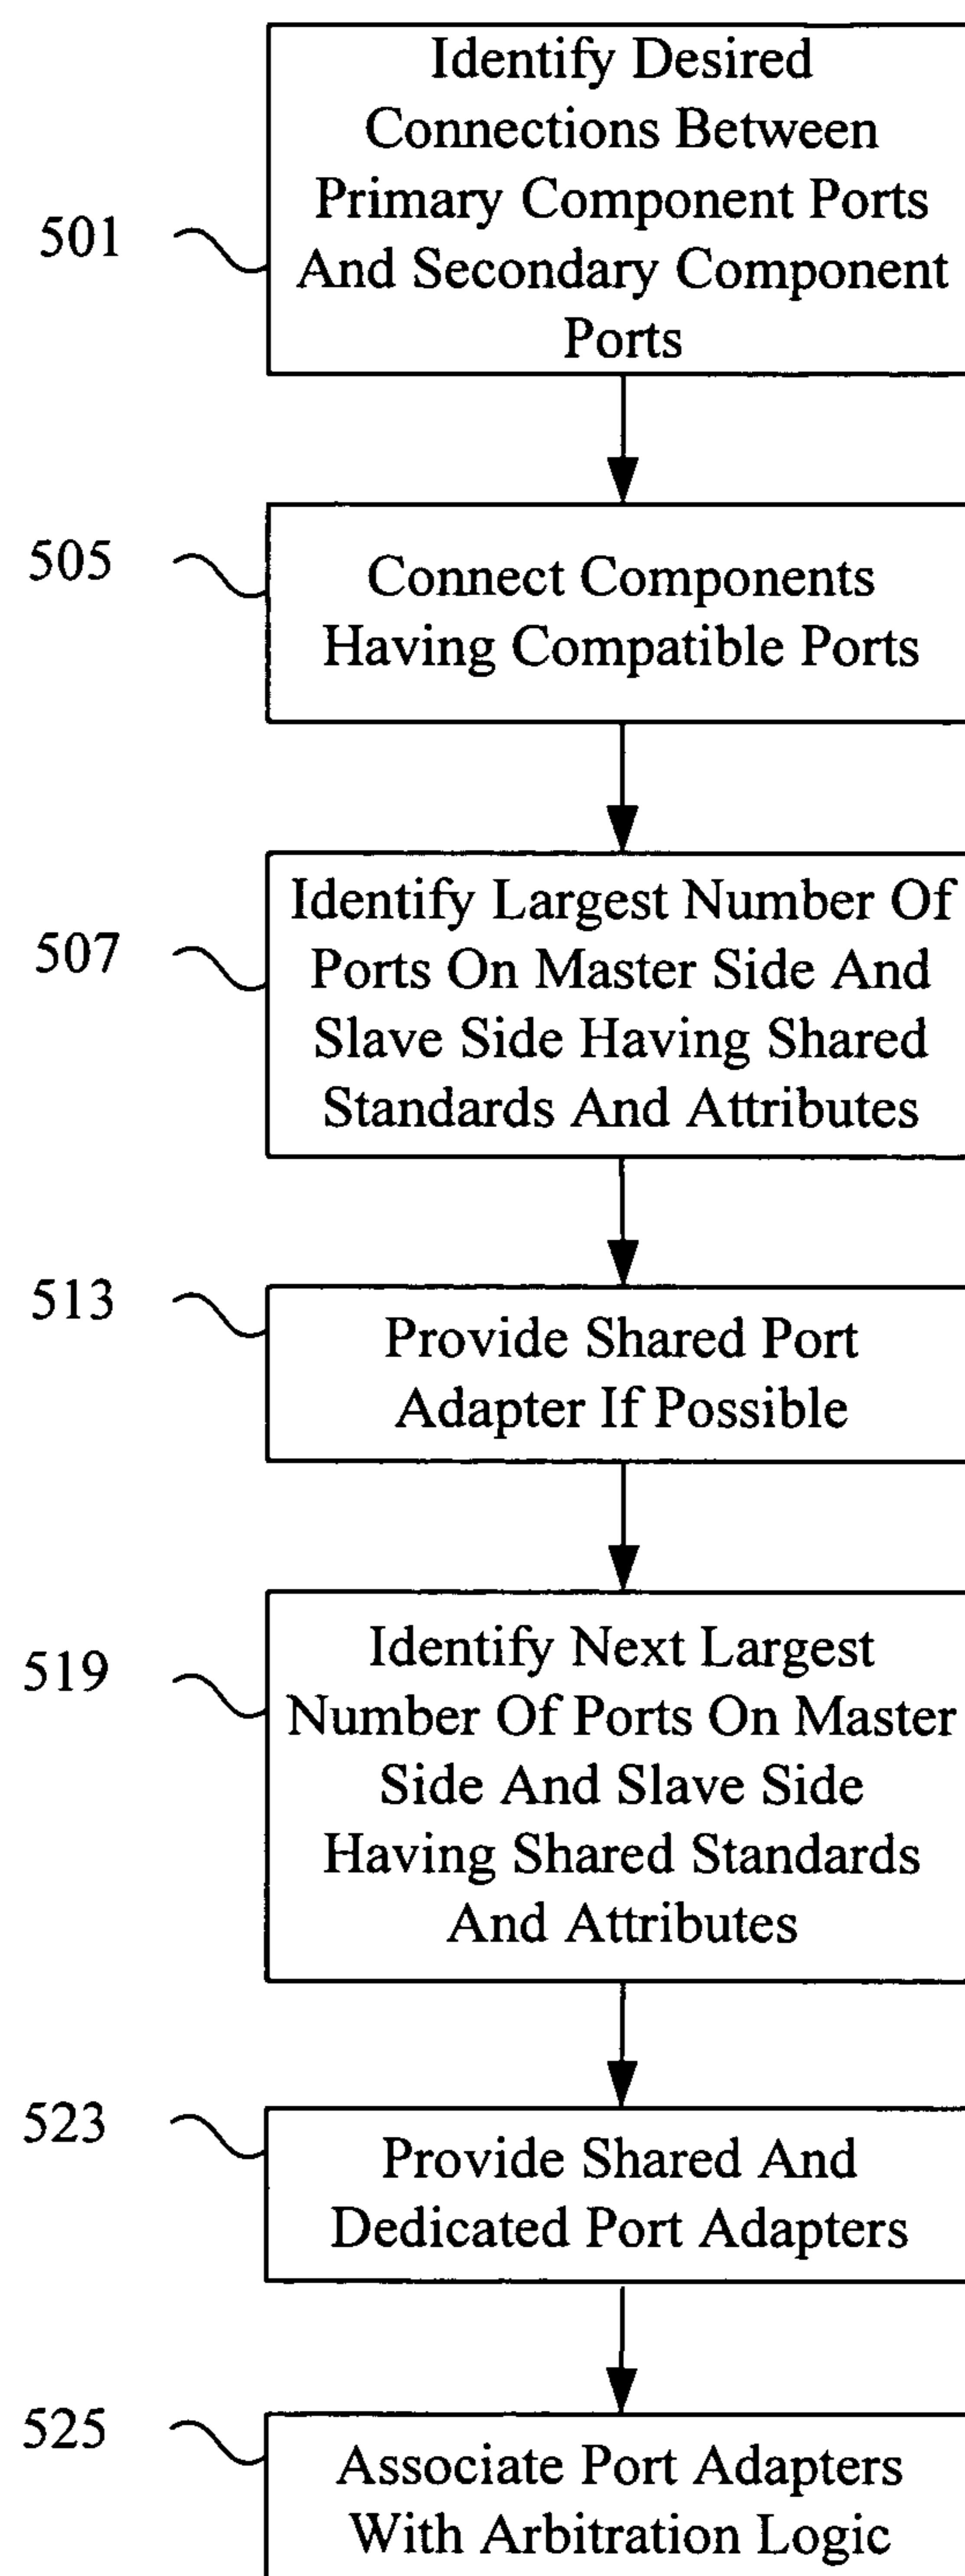 Identify Desired
Connections Between
Primary Component Ports
And Secondary Component
Ports
501
505
Connect Components
Having Compatible Ports
507
Identify Largest Number Of
Ports On Master Side And
Slave Side Having Shared
Standards And Attributes
513
Provide Shared Port
Adapter If Possible
519
Identify Next Largest
Number Of Ports On Master
Side And Slave Side
Having Shared Standards
And Attributes
523
Provide Shared And
Dedicated Port Adapters
525
Associate Port Adapters
With Arbitration Logic